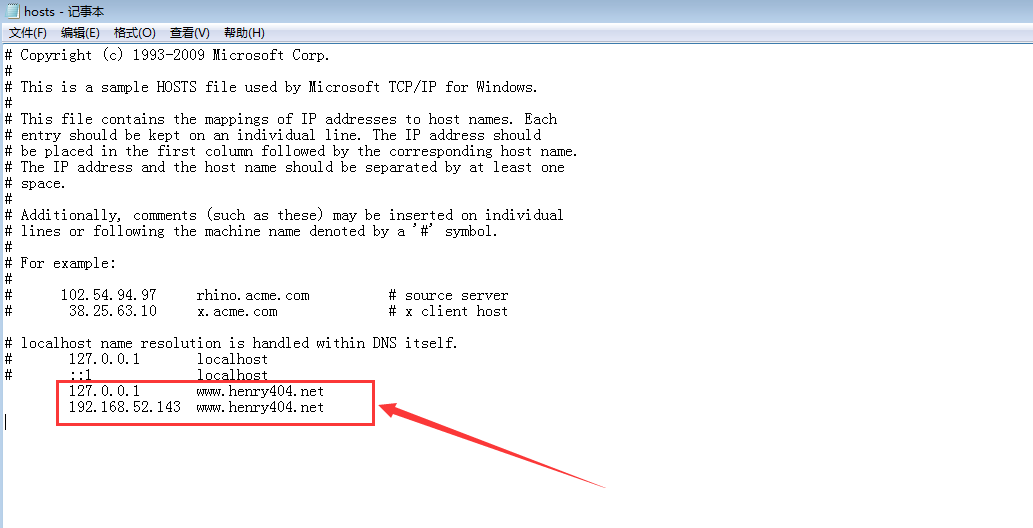 hosts - 记事本
文件(F) 编辑(E) 格式(O) 查看(V) 帮助(H)
# Copyright (c) 1993-2009 Microsoft Corp.
#
# This is a sample HOSTS file used by Microsoft TCP/IP for Windows.
#
# This file contains the mappings of IP addresses to host names. Each
# entry should be kept on an individual line. The IP address should
# be placed in the first column followed by the corresponding host name.
# The IP address and the host name should be separated by at least one
# space.
#
# Additionally, comments (such as these) may be inserted on individual
# lines or following the machine name denoted by a '#' symbol.
#
# For example:
#
#      102.54.94.97     rhino.acme.com          # source server
#       38.25.63.10     x.acme.com              # x client host

# localhost name resolution is handled within DNS itself.
#       127.0.0.1       localhost
#       ::1             localhost
        127.0.0.1       www.henry404.net
        192.168.52.143  www.henry404.net